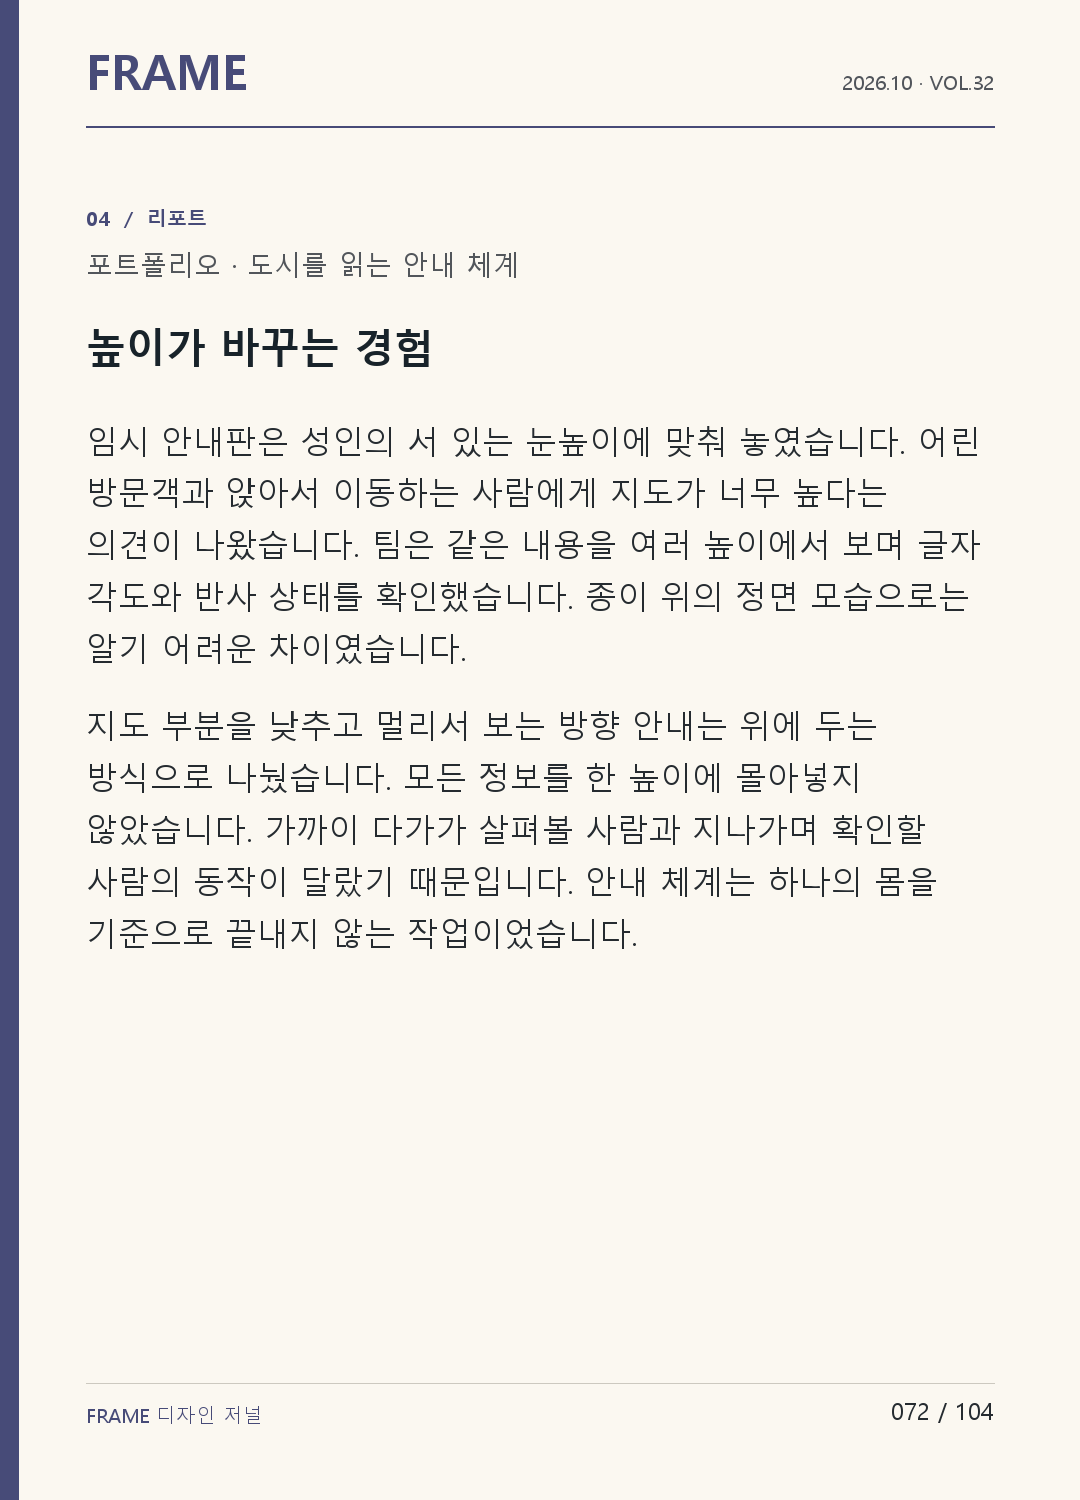 FRAME
2026.10 · VOL.32
04 / 리포트
포트폴리오 · 도시를 읽는 안내 체계
높이가 바꾸는 경험
임시 안내판은 성인의 서 있는 눈높이에 맞춰 놓였습니다. 어린
방문객과 앉아서 이동하는 사람에게 지도가 너무 높다는
의견이 나왔습니다. 팀은 같은 내용을 여러 높이에서 보며 글자
각도와 반사 상태를 확인했습니다. 종이 위의 정면 모습으로는
알기 어려운 차이였습니다.
지도 부분을 낮추고 멀리서 보는 방향 안내는 위에 두는
방식으로 나눴습니다. 모든 정보를 한 높이에 몰아넣지
않았습니다. 가까이 다가가 살펴볼 사람과 지나가며 확인할
사람의 동작이 달랐기 때문입니다. 안내 체계는 하나의 몸을
기준으로 끝내지 않는 작업이었습니다.
FRAME 디자인 저널
072 / 104